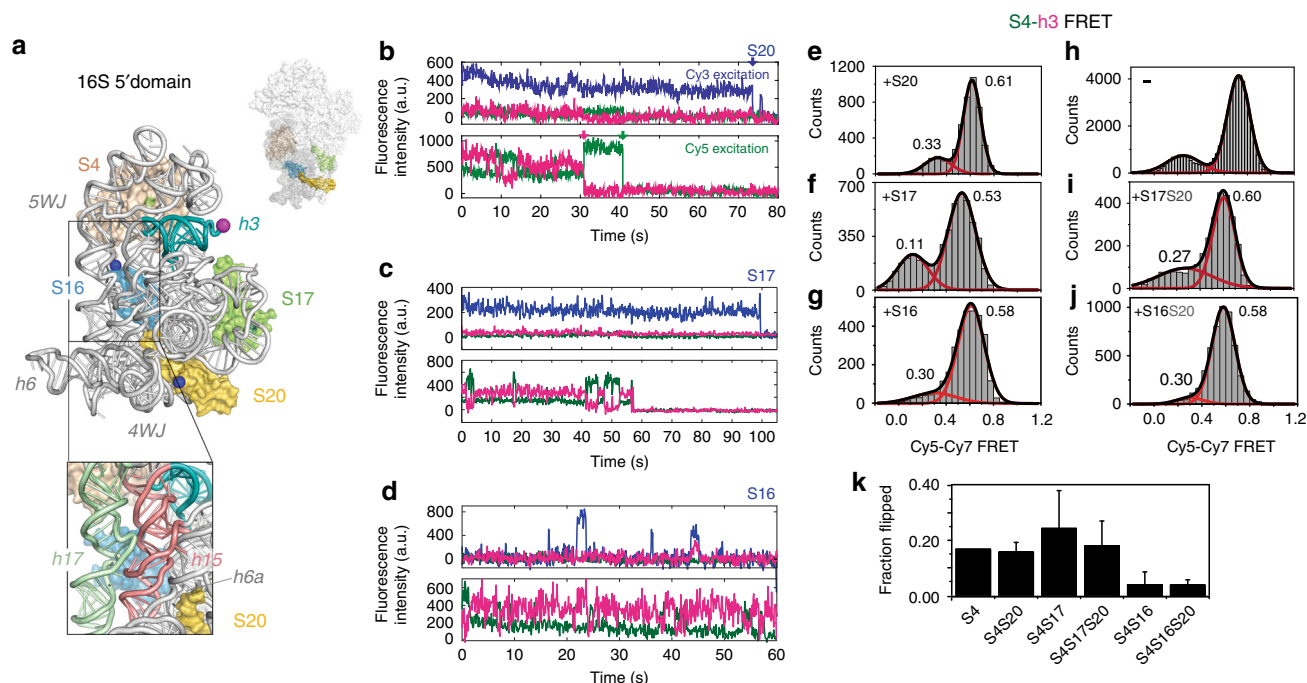 S4-h3 FRET
a
16S 5′domain
S4
5WJ
h3
S16
S17
h6
S20
4WJ
h17
h15
h6a
S20
b
S20
Cy3 excitation
600
400
200
0
Cy5 excitation
1000
500
0
Fluorescence
intensity (a.u.)
0 10 20 30 40 50 60 70 80
Time (s)
c
S17
400
200
0
800
400
0
Fluorescence
intensity (a.u.)
0 10 20 30 40 50 60 70 80 90 100
Time (s)
d
S16
800
400
0
600
400
200
0
Fluorescence
intensity (a.u.)
0 10 20 30 40 50 60
Time (s)
e
+S20
0.61
0.33
1200
800
400
0
Counts
f
+S17
0.53
0.11
700
350
0
Counts
g
+S16
0.58
0.30
400
200
0
Counts
0.0 0.4 0.8 1.2
Cy5-Cy7 FRET
h
–
4000
2000
0
Counts
i
+S17S20
0.60
0.27
400
200
0
Counts
j
+S16S20
0.58
0.30
1000
500
0
Counts
0.0 0.4 0.8 1.2
Cy5-Cy7 FRET
k
Fraction flipped
0.40
0.20
0.00
S4
S4S20
S4S17
S4S17S20
S4S16
S4S16S20